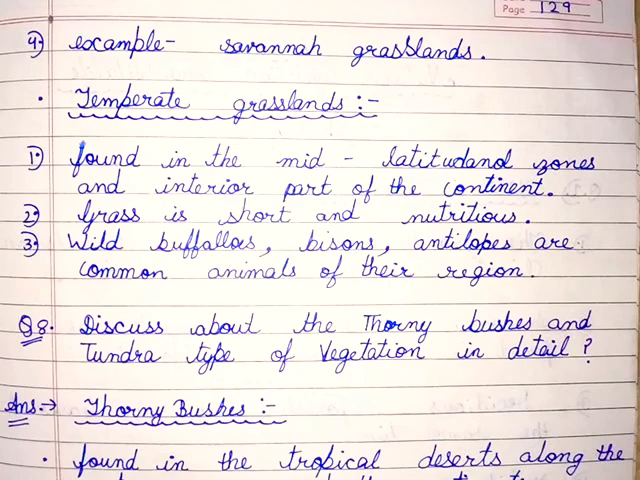 Page 129
4) example- savannah grasslands.
· Temperate grasslands :-
1) found in the mid - latitudand zones
and interior part of the continent.
2) Grass is short and nutritious.
3) Wild buffalloes, bisons, antilopes are
common animals of their region.
Q8. Discuss about the Thorny bushes and
Tundra type of Vegetation in detail ?
Ans.→ Thorny Bushes :-
· found in the tropical deserts along the